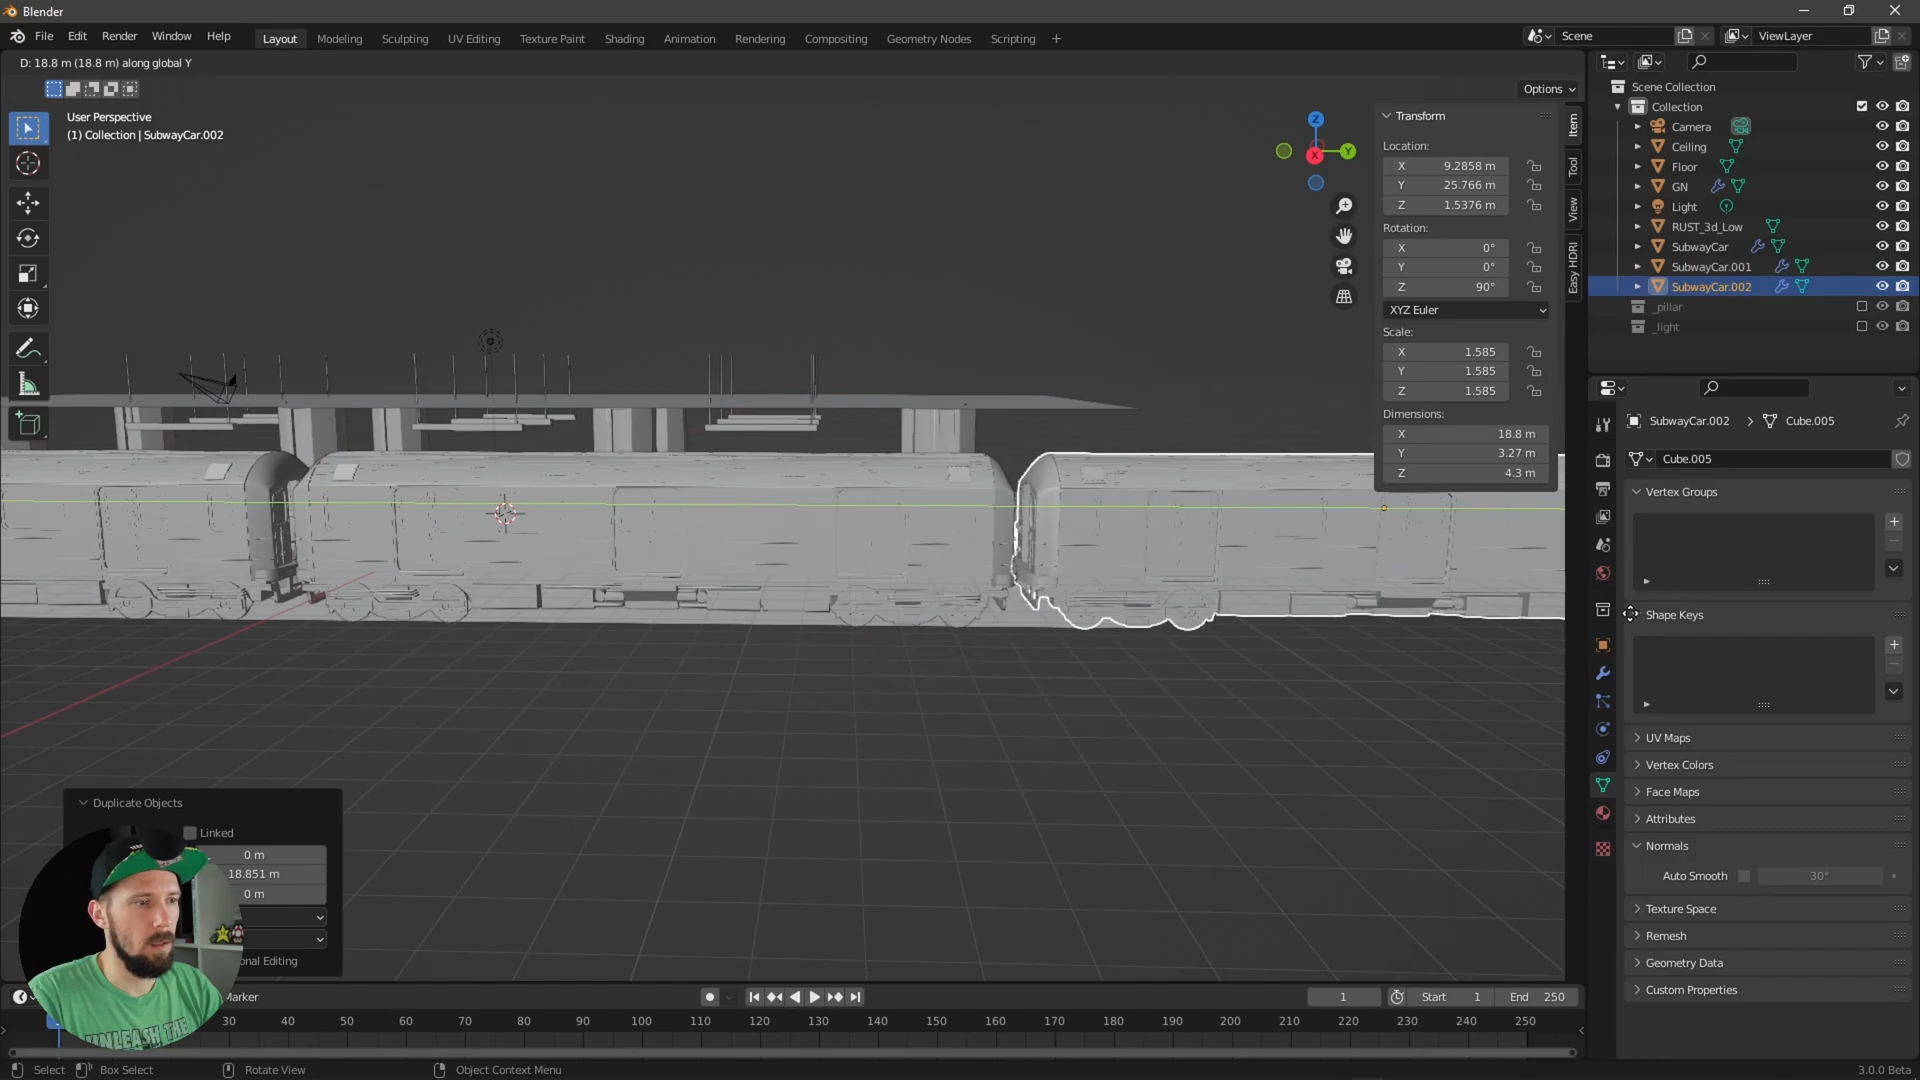 Blender
File Edit Render Window Help
Layout Modeling Sculpting UV Editing Texture Paint Shading Animation Rendering Compositing Geometry Nodes Scripting +
Scene
ViewLayer
D: 18.8 m (18.8 m) along global Y
Options
User Perspective
(1) Collection | SubwayCar.002
Z
Y
X
Transform
Location:
X 9.2858 m
Y 25.766 m
Z 1.5376 m
Rotation:
X 0°
Y 0°
Z 90°
XYZ Euler
Scale:
X 1.585
Y 1.585
Z 1.585
Dimensions:
X 18.8 m
Y 3.27 m
Z 4.3 m
Item
Tool
View
Easy HDRI
Scene Collection
Collection
Camera
Ceiling
Floor
GN
Light
RUST_3d_Low
SubwayCar
SubwayCar.001
SubwayCar.002
_pillar
_light
SubwayCar.002 > Cube.005
Cube.005
Vertex Groups
Shape Keys
UV Maps
Vertex Colors
Face Maps
Attributes
Normals
Auto Smooth 30°
Texture Space
Remesh
Geometry Data
Custom Properties
Duplicate Objects
Linked
0 m
18.851 m
0 m
onal Editing
UNLEASH THE
Marker
1
Start 1
End 250
30 40 50 60 70 80 90 100 110 120 130 140 150 160 170 180 190 200 210 220 230 240 250
Select
Box Select
Rotate View
Object Context Menu
3.0.0 Beta